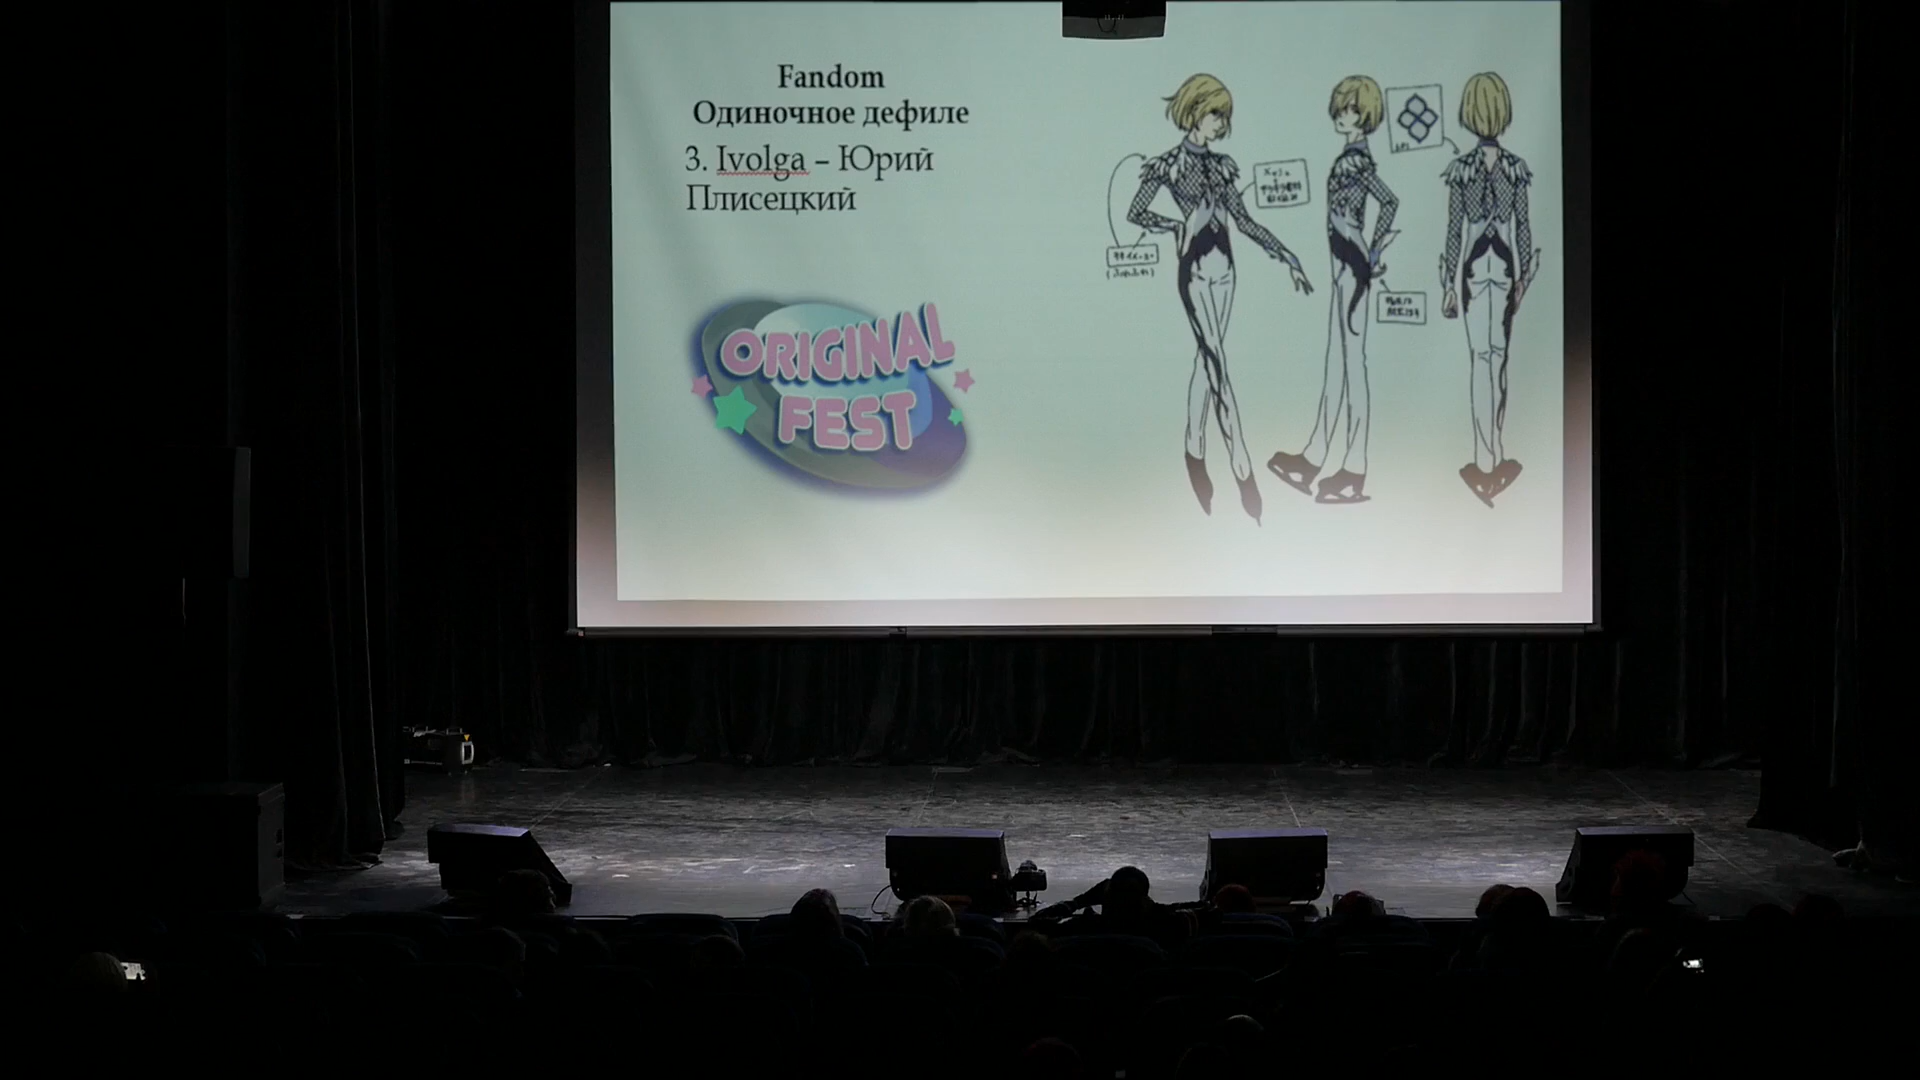 Fandom
Одиночное дефиле
3. Ivolga – Юрий
Плисецкий
ORIGINAL
FEST